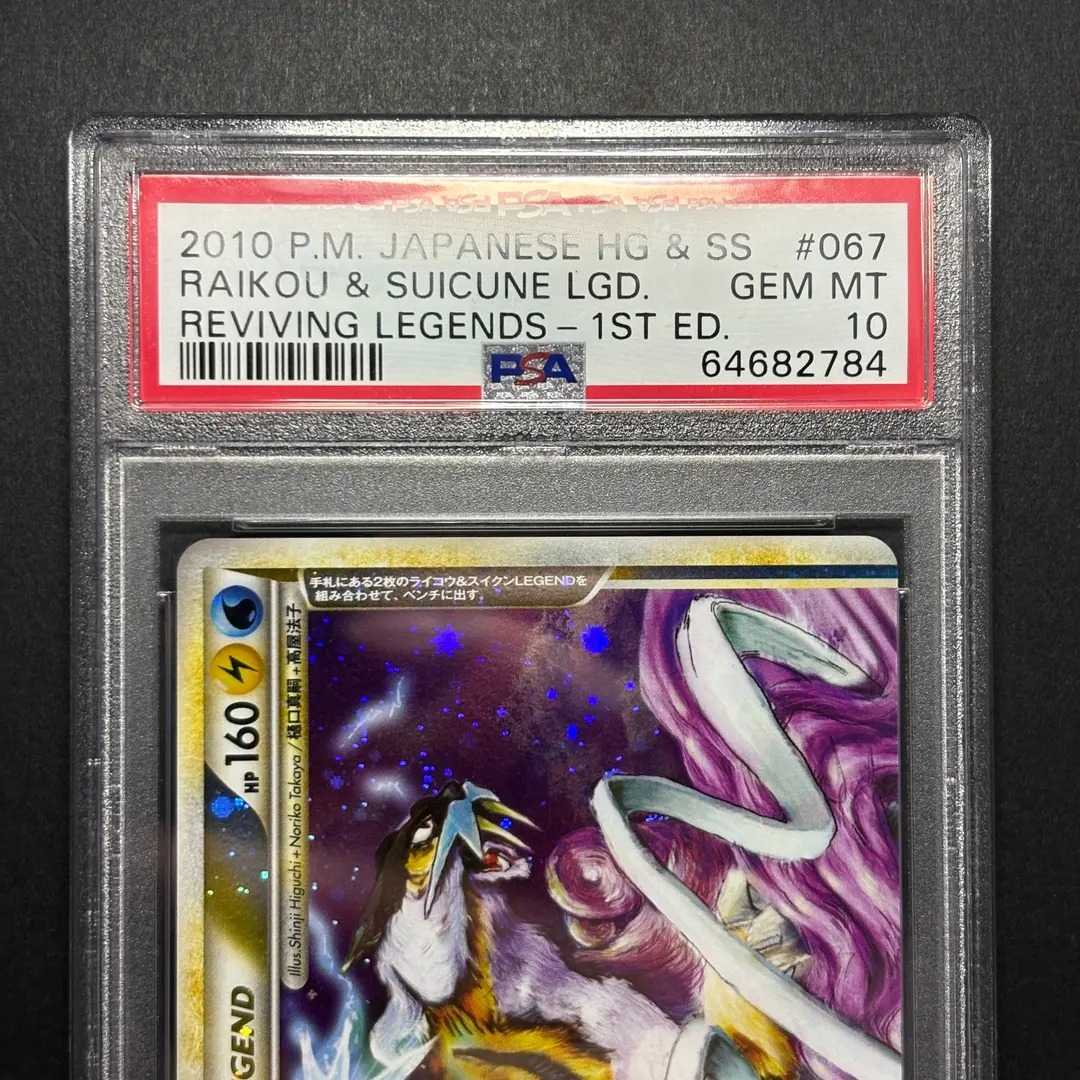 2010 P.M. JAPANESE HG & SS #067
RAIKOU & SUICUNE LGD. GEM MT
REVIVING LEGENDS – 1ST ED. 10
PSA 64682784
手札にある2枚のライコウ&スイクンLEGENDを
組み合わせて、ベンチに出す。
HP 160
Illus. Shinji Higuchi + Noriko Takaya / 樋口真嗣 + 高屋法子
GEND